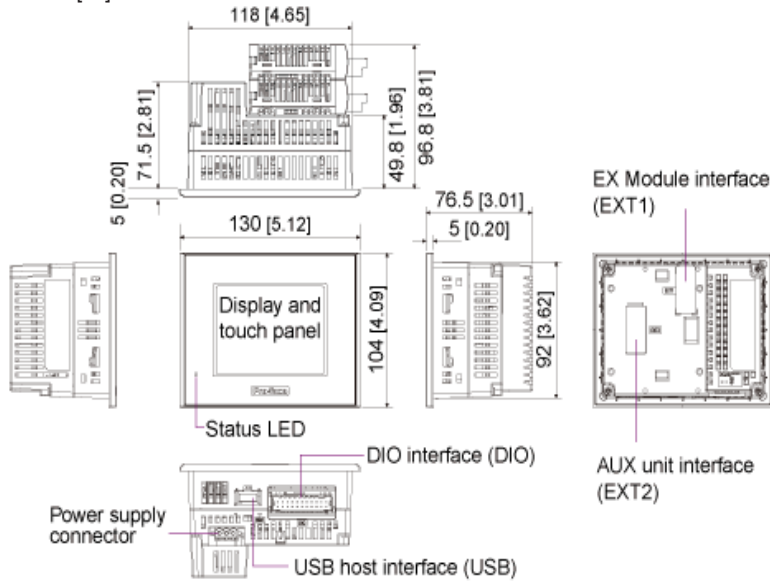 118 [4.65]
71.5 [2.81]
49.8 [1.96]
96.8 [3.81]
5 [0.20]
130 [5.12]
76.5 [3.01]
5 [0.20]
EX Module interface
(EXT1)
Display and
touch panel
104 [4.09]
92 [3.62]
Pro-face
Status LED
DIO interface (DIO)
AUX unit interface
(EXT2)
Power supply
connector
USB host interface (USB)